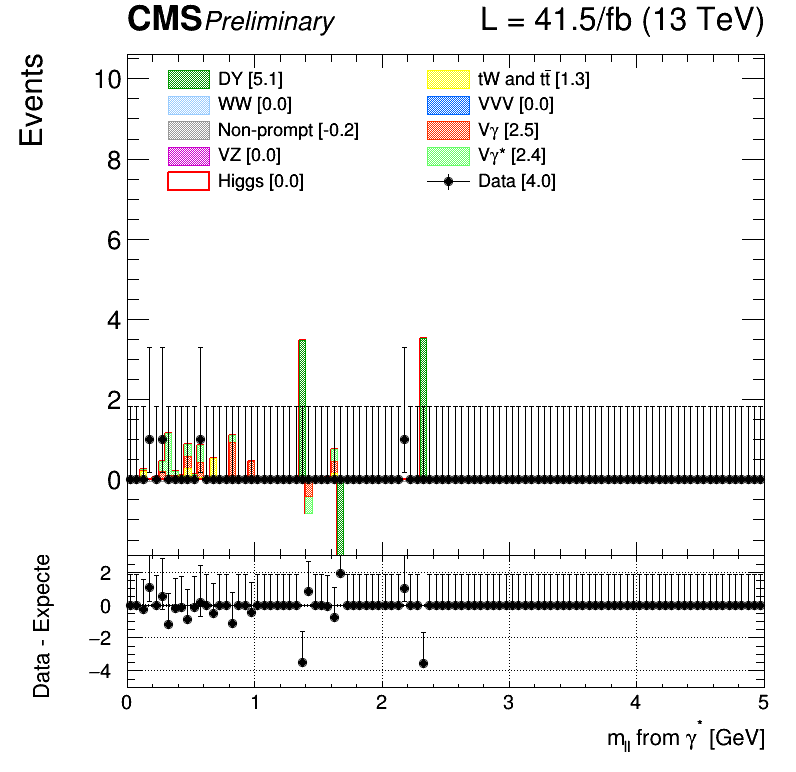 CMS Preliminary L = 41.5/fb (13 TeV)
Events
DY [5.1] tW and tt̄ [1.3]
WW [0.0] VVV [0.0]
Non-prompt [-0.2] Vγ [2.5]
VZ [0.0] Vγ* [2.4]
Higgs [0.0] Data [4.0]
10
8
6
4
2
0
Data - Expecte
2
0
−2
−4
0 1 2 3 4 5
m_ll from γ* [GeV]